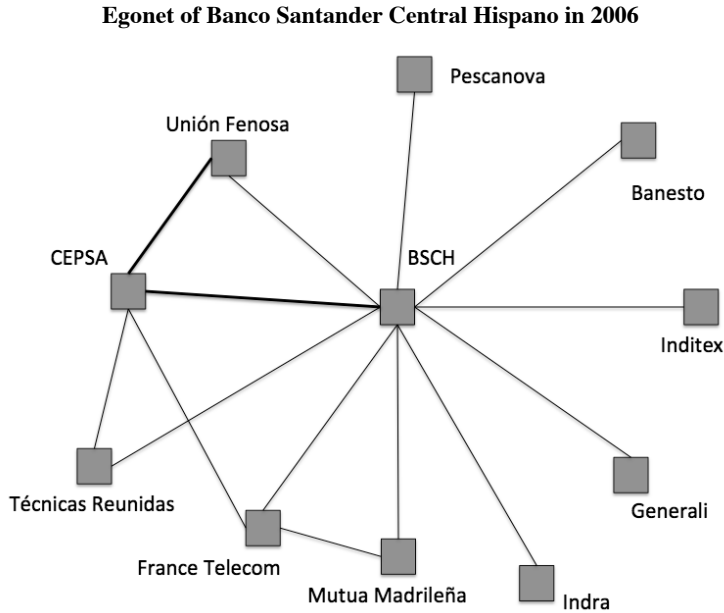 Egonet of Banco Santander Central Hispano in 2006
Pescanova
Unión Fenosa
Banesto
CEPSA
BSCH
Inditex
Técnicas Reunidas
Generali
France Telecom
Mutua Madrileña
Indra